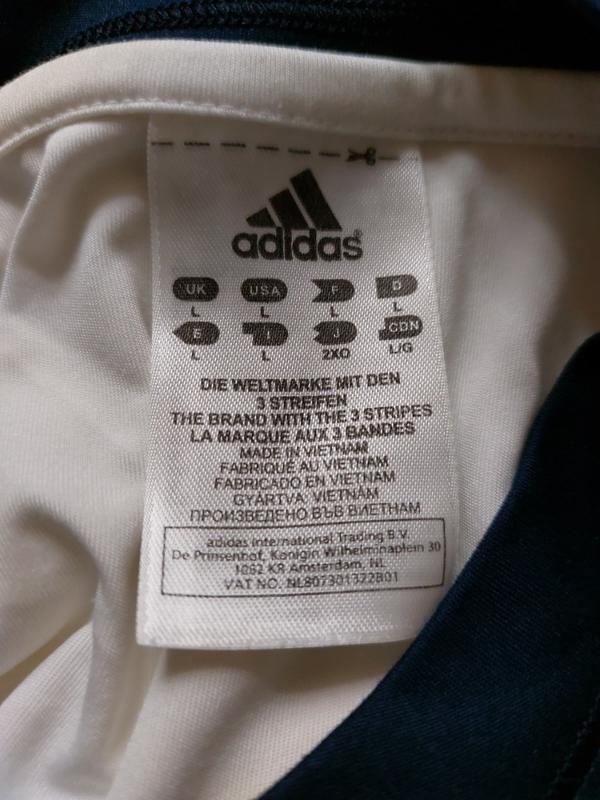 adidas®
UK USA F D
L L L L
E I J CDN
L L 2XO L/G
DIE WELTMARKE MIT DEN
3 STREIFEN
THE BRAND WITH THE 3 STRIPES
LA MARQUE AUX 3 BANDES
MADE IN VIETNAM
FABRIQUÉ AU VIETNAM
FABRICADO EN VIETNAM
GYÁRTVA: VIETNÁM
ПРОИЗВЕДЕНО ВЪВ ВИЕТНАМ
adidas International Trading B.V.
De Prinsenhof, Konigin Wilhelminaplein 30
1062 KR Amsterdam, NL
VAT NO. NL807301372B01